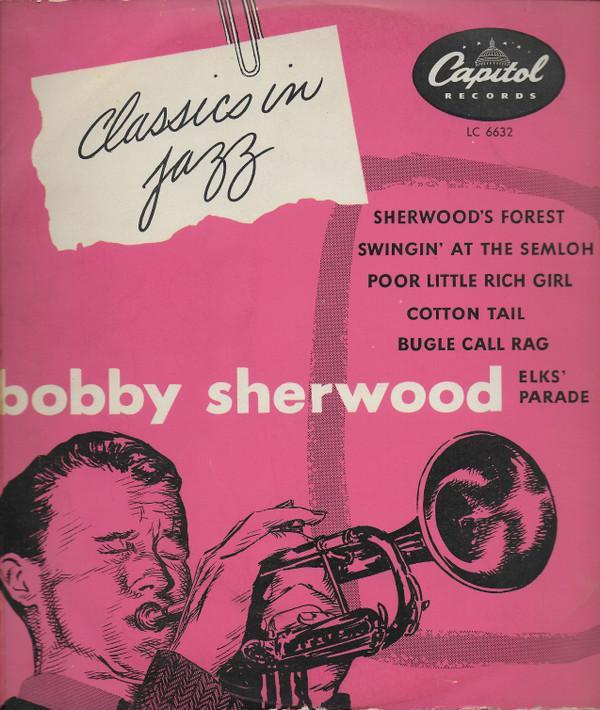 Classics in
jazz
Capitol
RECORDS
LC 6632
SHERWOOD'S FOREST
SWINGIN' AT THE SEMLOH
POOR LITTLE RICH GIRL
COTTON TAIL
BUGLE CALL RAG
ELKS'
PARADE
bobby sherwood